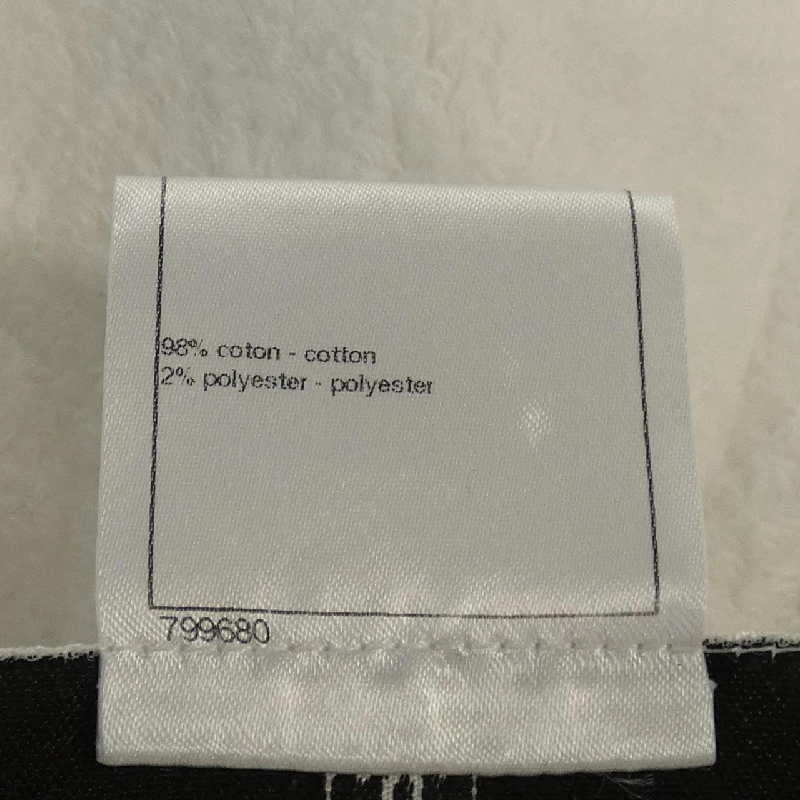 98% coton - cotton
2% polyester - polyester
799680